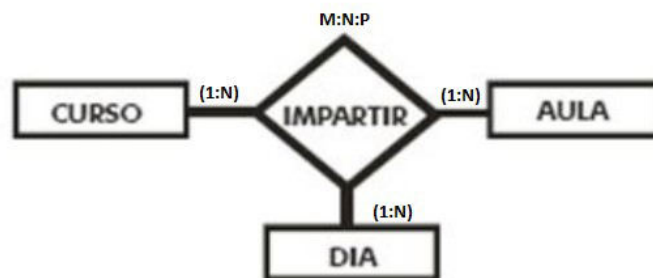 M:N:P
(1:N)
(1:N)
CURSO
IMPARTIR
AULA
(1:N)
DIA